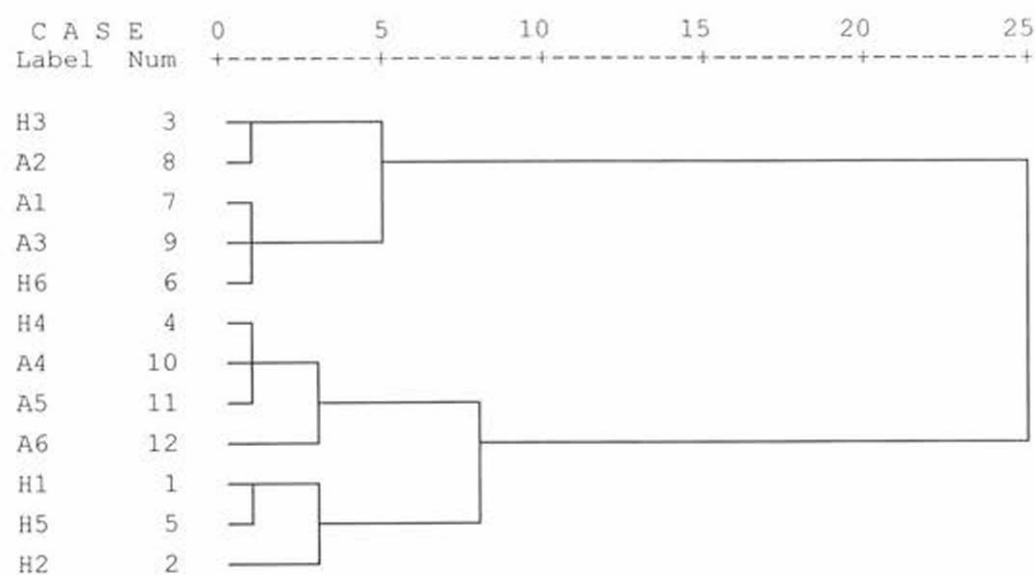 C A S E 0 5 10 15 20 25
Label Num +---------+---------+---------+---------+---------+
H3 3
A2 8
A1 7
A3 9
H6 6
H4 4
A4 10
A5 11
A6 12
H1 1
H5 5
H2 2